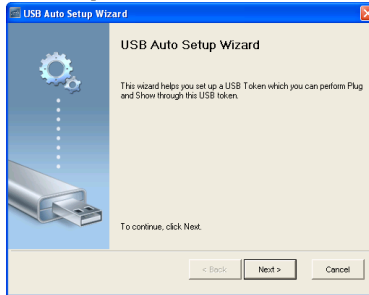 USB Auto Setup Wizard
USB Auto Setup Wizard
This wizard helps you set up a USB Token which you can perform Plug
and Show through this USB token.
To continue, click Next.
< Back
Next >
Cancel